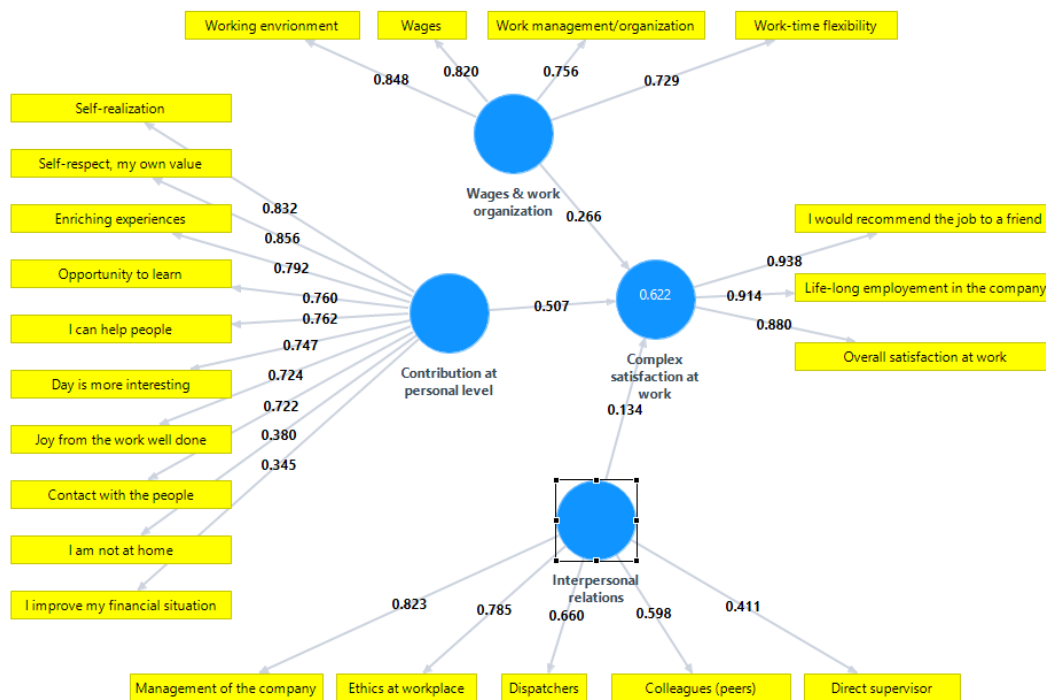 Working envrionment
Wages
Work management/organization
Work-time flexibility
0.848
0.820
0.756
0.729
Self-realization
Self-respect, my own value
Enriching experiences
Opportunity to learn
I can help people
Day is more interesting
Joy from the work well done
Contact with the people
I am not at home
I improve my financial situation
0.832
0.856
0.792
0.760
0.762
0.747
0.724
0.722
0.380
0.345
Wages & work
organization
0.266
Contribution at
personal level
0.507
0.622
Complex
satisfaction at
work
0.134
I would recommend the job to a friend
0.938
Life-long employement in the company
0.914
0.880
Overall satisfaction at work
Interpersonal
relations
0.823
0.785
0.660
0.598
0.411
Management of the company
Ethics at workplace
Dispatchers
Colleagues (peers)
Direct supervisor